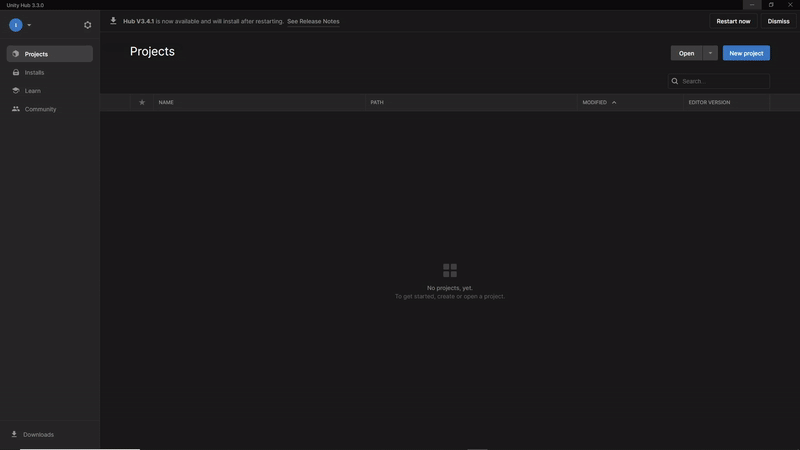 Unity Hub 3.3.0
I
Hub V3.4.1 is now available and will install after restarting. See Release Notes
Restart now
Dismiss
Projects
Installs
Learn
Community
Projects
Open
New project
Search...
NAME
PATH
MODIFIED
EDITOR VERSION
No projects, yet.
To get started, create or open a project.
Downloads